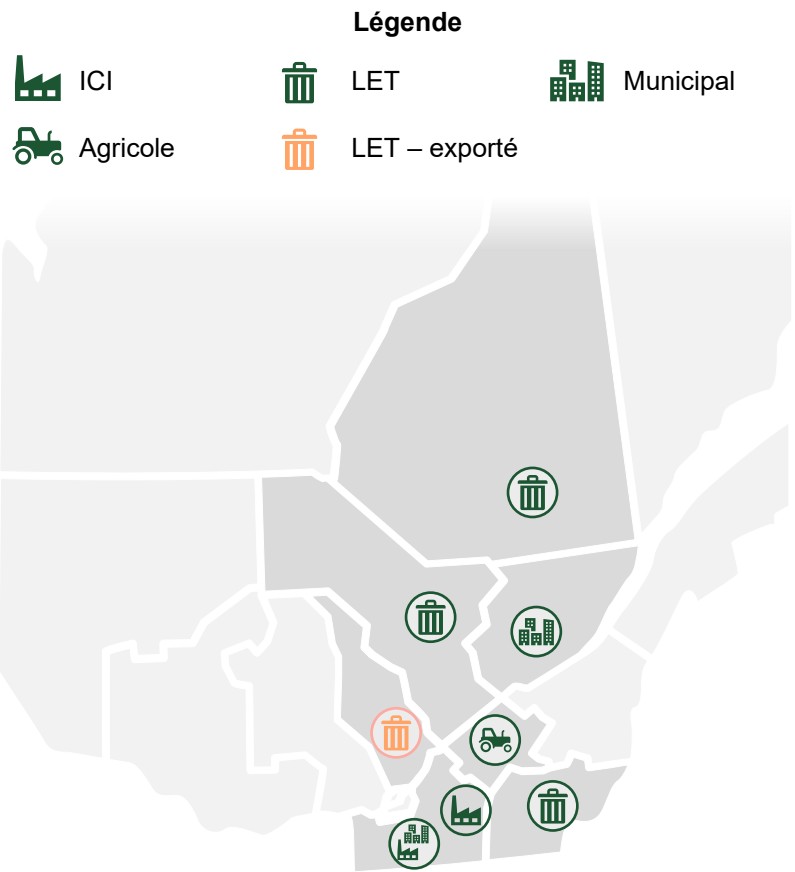 Légende
ICI
LET
Municipal
Agricole
LET – exporté